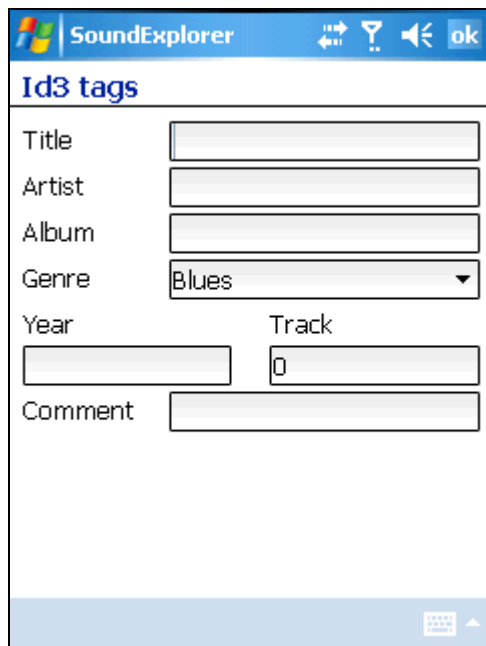 SoundExplorer ok
Id3 tags
Title
Artist
Album
Genre Blues
Year Track
0
Comment